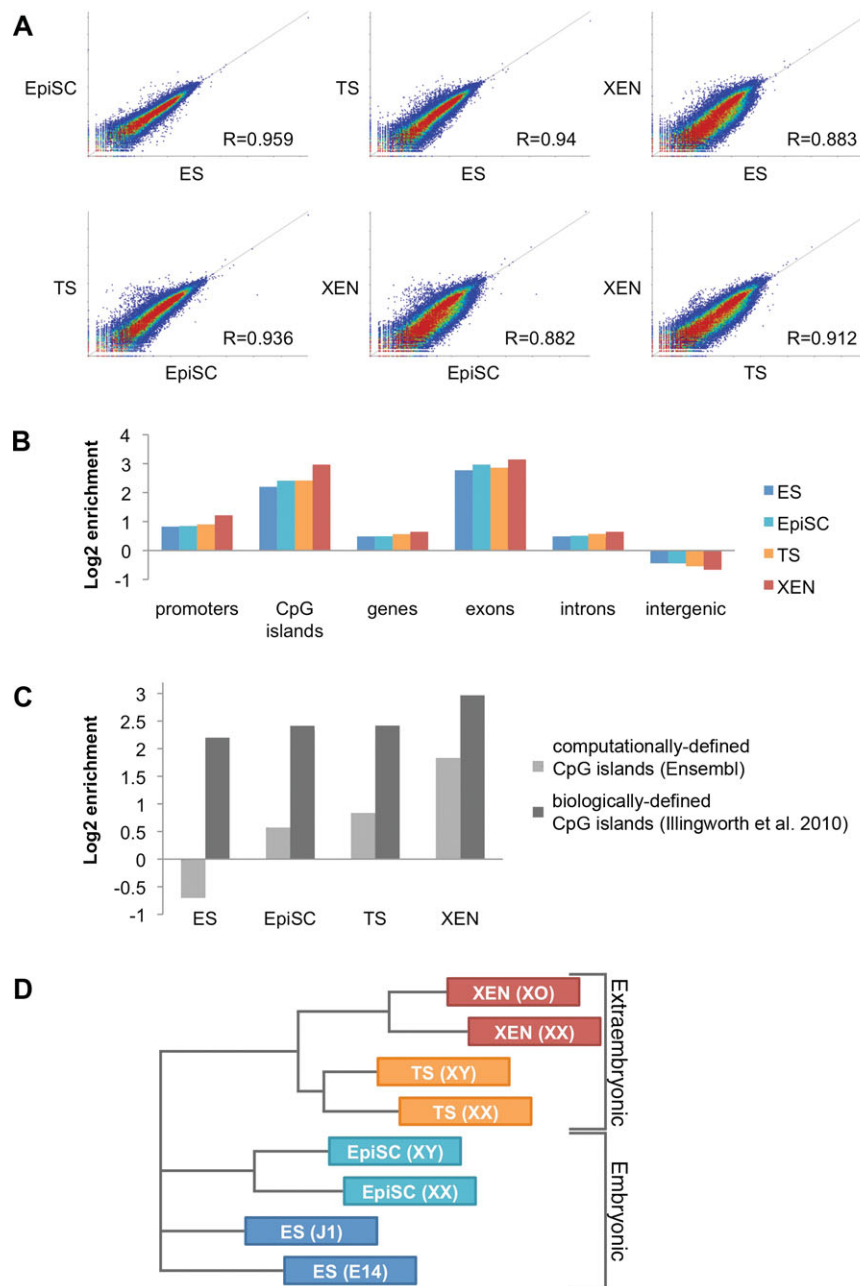 A
EpiSC
R=0.959
ES
TS
R=0.94
ES
XEN
R=0.883
ES
TS
R=0.936
EpiSC
XEN
R=0.882
EpiSC
XEN
R=0.912
TS
B
Log2 enrichment
4
3
2
1
0
-1
promoters
CpG
islands
genes
exons
introns
intergenic
ES
EpiSC
TS
XEN
C
Log2 enrichment
3
2.5
2
1.5
1
0.5
0
-0.5
-1
ES
EpiSC
TS
XEN
computationally-defined
CpG islands (Ensembl)
biologically-defined
CpG islands (Illingworth et al. 2010)
D
XEN (XO)
XEN (XX)
TS (XY)
TS (XX)
EpiSC (XY)
EpiSC (XX)
ES (J1)
ES (E14)
Extraembryonic
Embryonic